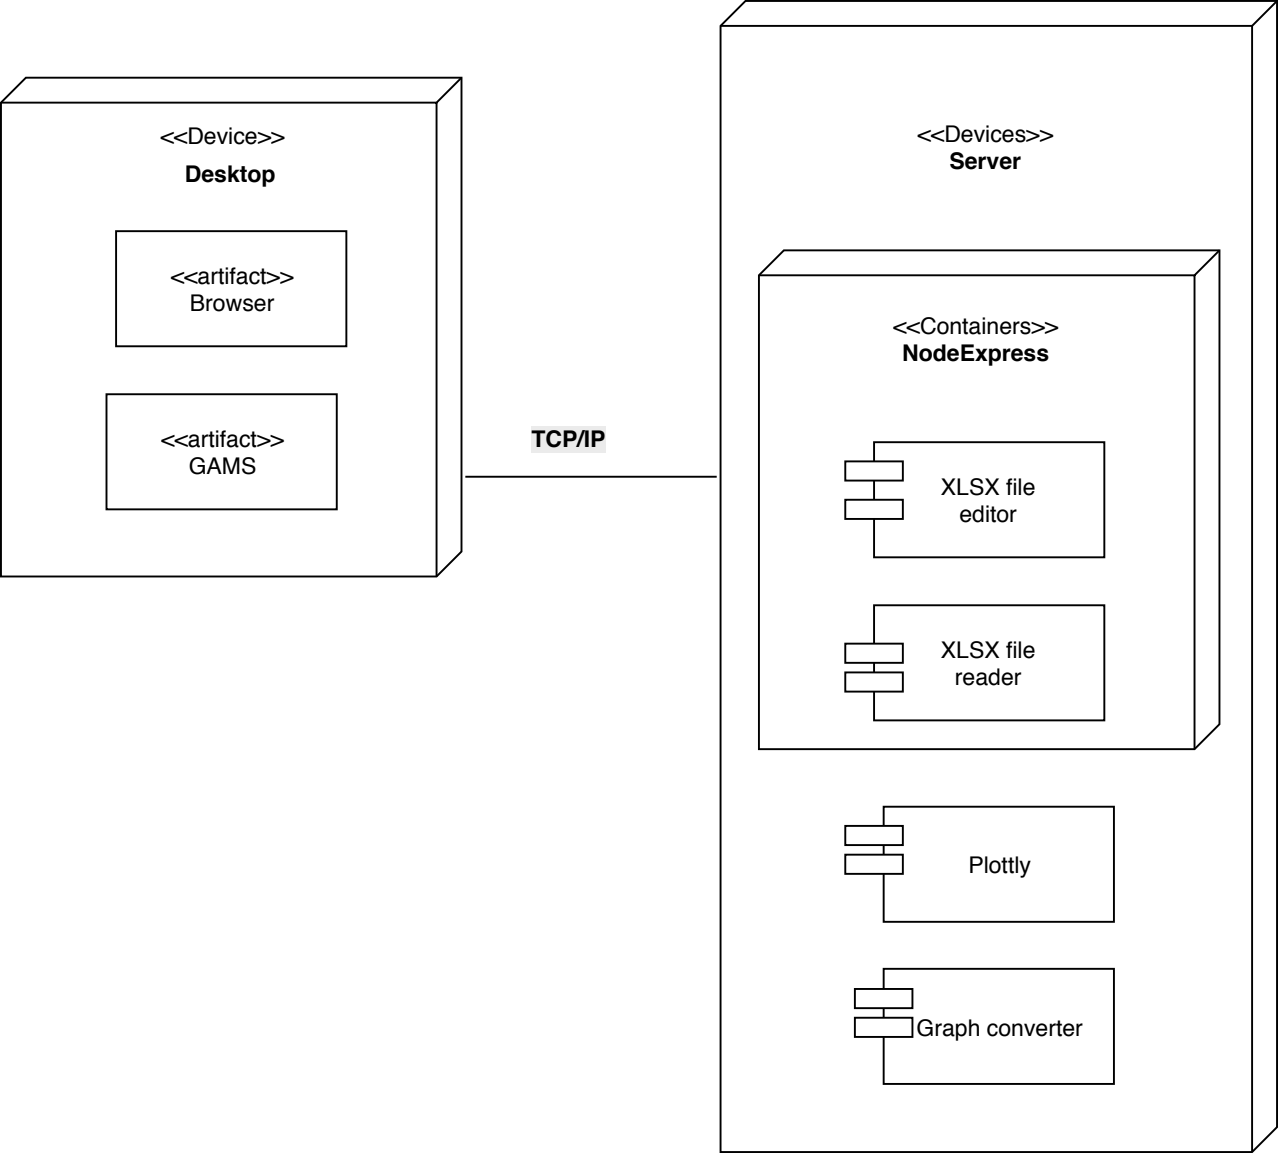 <<Device>>
Desktop
<<artifact>>
Browser
<<artifact>>
GAMS
TCP/IP
<<Devices>>
Server
<<Containers>>
NodeExpress
XLSX file
editor
XLSX file
reader
Plottly
Graph converter